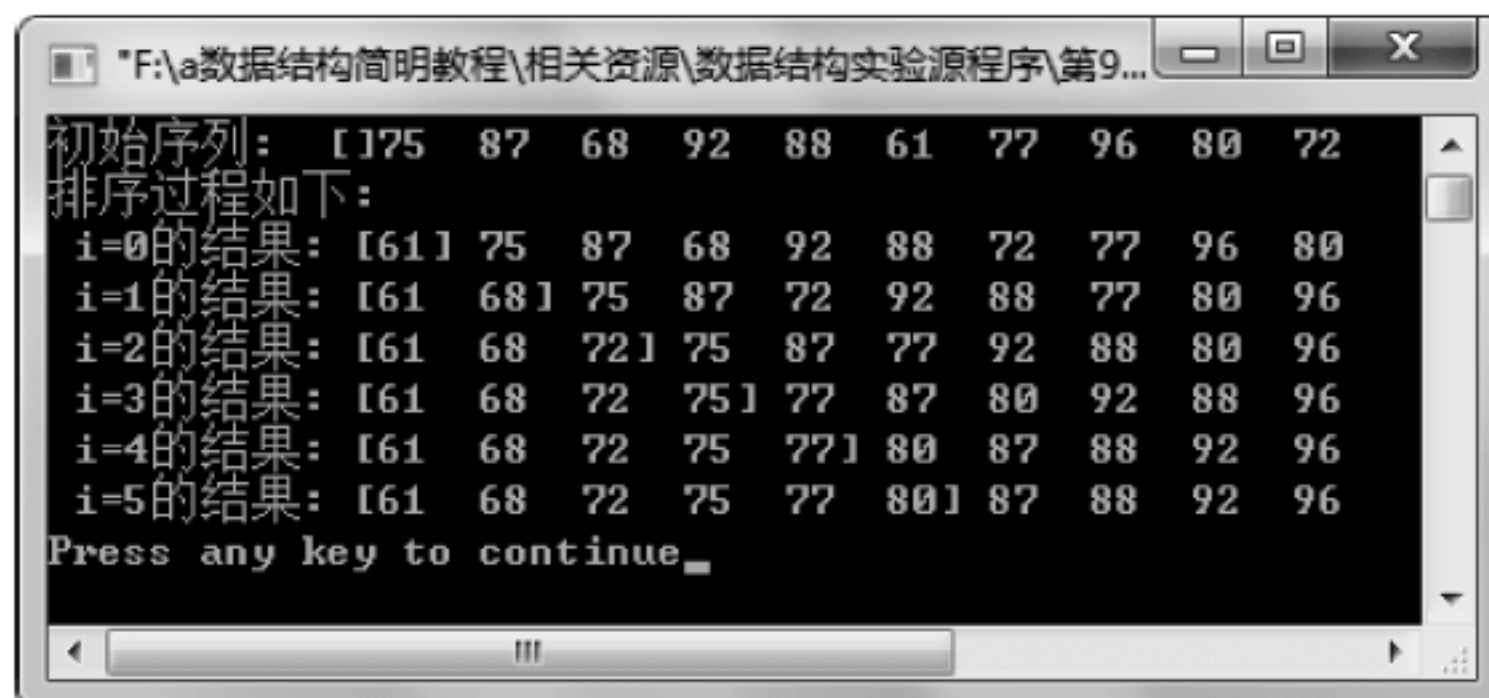 "F:\a数据结构简明教程\相关资源\数据结构实验源程序\第9...
初始序列: []75 87 68 92 88 61 77 96 80 72
排序过程如下:
i=0的结果: [61] 75 87 68 92 88 72 77 96 80
i=1的结果: [61 68] 75 87 72 92 88 77 80 96
i=2的结果: [61 68 72] 75 87 77 92 88 80 96
i=3的结果: [61 68 72 75] 77 87 80 92 88 96
i=4的结果: [61 68 72 75 77] 80 87 88 92 96
i=5的结果: [61 68 72 75 77 80] 87 88 92 96
Press any key to continue_